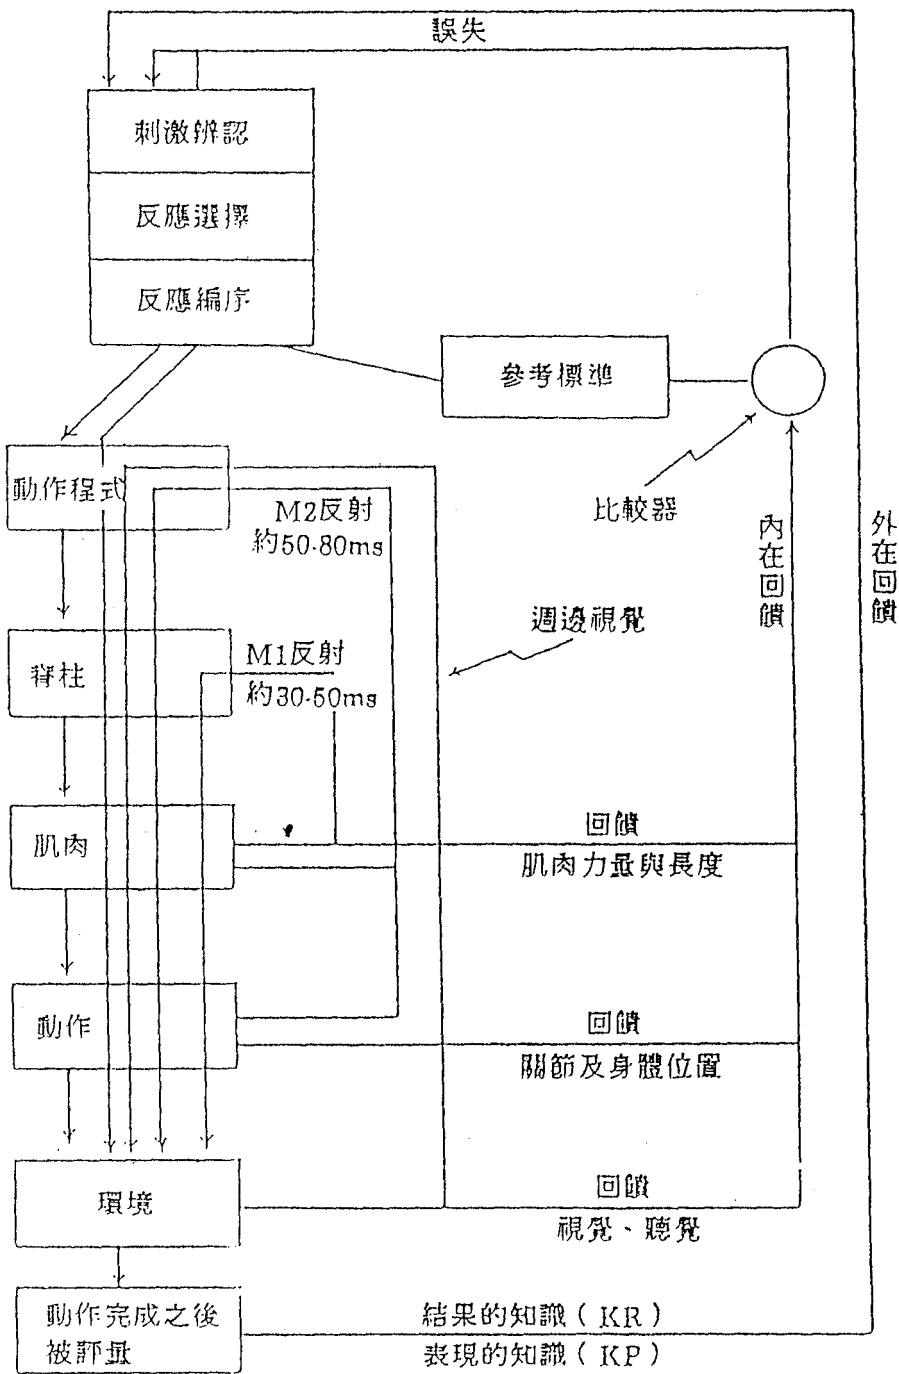 誤失
刺激辨認
反應選擇
反應編序
參考標準
比較器
動作程式
M2反射
約50-80ms
內在回饋
外在回饋
週邊視覺
脊柱
M1反射
約30-50ms
肌肉
回饋
肌肉力量與長度
動作
回饋
關節及身體位置
環境
回饋
視覺、聽覺
動作完成之後
被評量
結果的知識(KR)
表現的知識(KP)